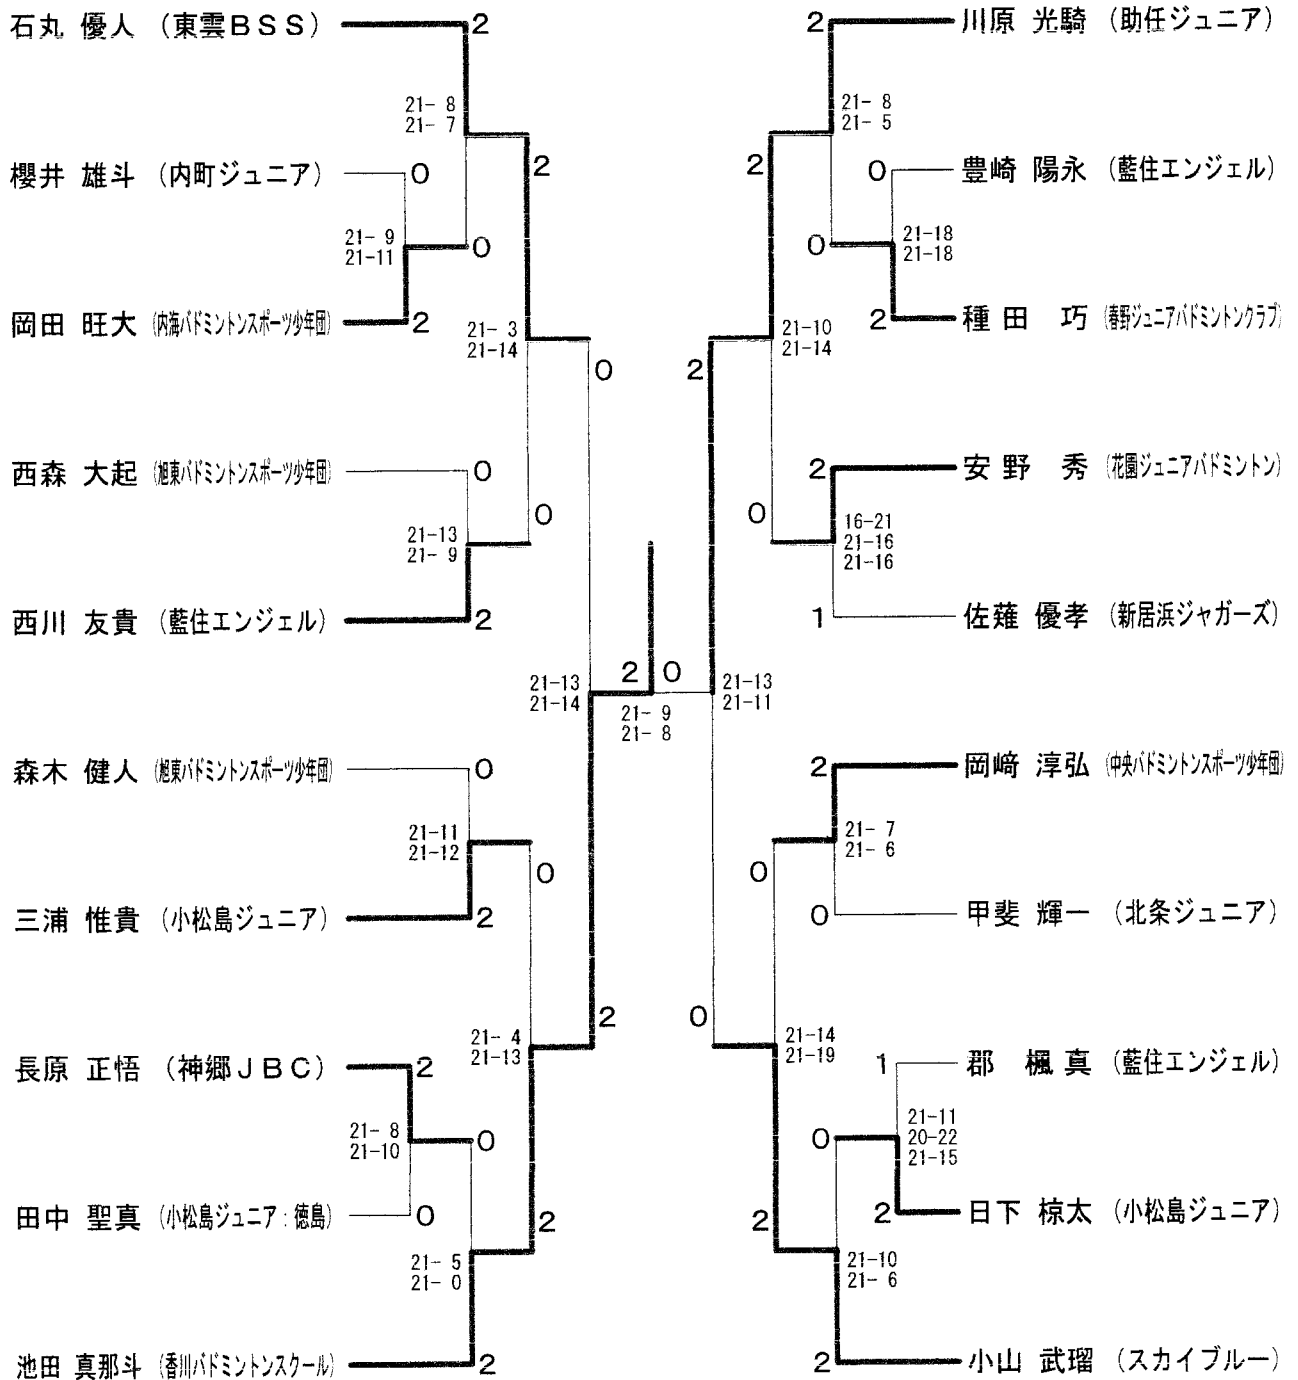 石丸 優人 (東雲BSS) 2
21- 8
21- 7
櫻井 雄斗 (内町ジュニア) 0
2
21- 9
21-11
0
岡田 旺大 (内海バドミントンスポーツ少年団) 2
21- 3
21-14
0
西森 大起 (旭東バドミントンスポーツ少年団) 0
0
21-13
21- 9
西川 友貴 (藍住エンジェル) 2
21-13
21-14
2 0
21- 9
21- 8
森木 健人 (旭東バドミントンスポーツ少年団) 0
21-11
21-12
0
三浦 惟貴 (小松島ジュニア) 2
2
21- 4
21-13
長原 正悟 (神郷JBC) 2
21- 8
21-10
0
田中 聖真 (小松島ジュニア:徳島) 0
2
21- 5
21- 0
池田 真那斗 (香川バドミントンスクール) 2
2 川原 光騎 (助任ジュニア)
21- 8
21- 5
2
0 豊崎 陽永 (藍住エンジェル)
0
21-18
21-18
2 種田 巧 (春野ジュニアバドミントンクラブ)
21-10
21-14
2
2 安野 秀 (花園ジュニアバドミントン)
0
16-21
21-16
21-16
1 佐薙 優孝 (新居浜ジャガーズ)
21-13
21-11
2 岡﨑 淳弘 (中央バドミントンスポーツ少年団)
21- 7
21- 6
0
0 甲斐 輝一 (北条ジュニア)
0
21-14
21-19
1 郡 楓真 (藍住エンジェル)
0
21-11
20-22
21-15
2 日下 椋太 (小松島ジュニア)
2
21-10
21- 6
2 小山 武瑠 (スカイブルー)